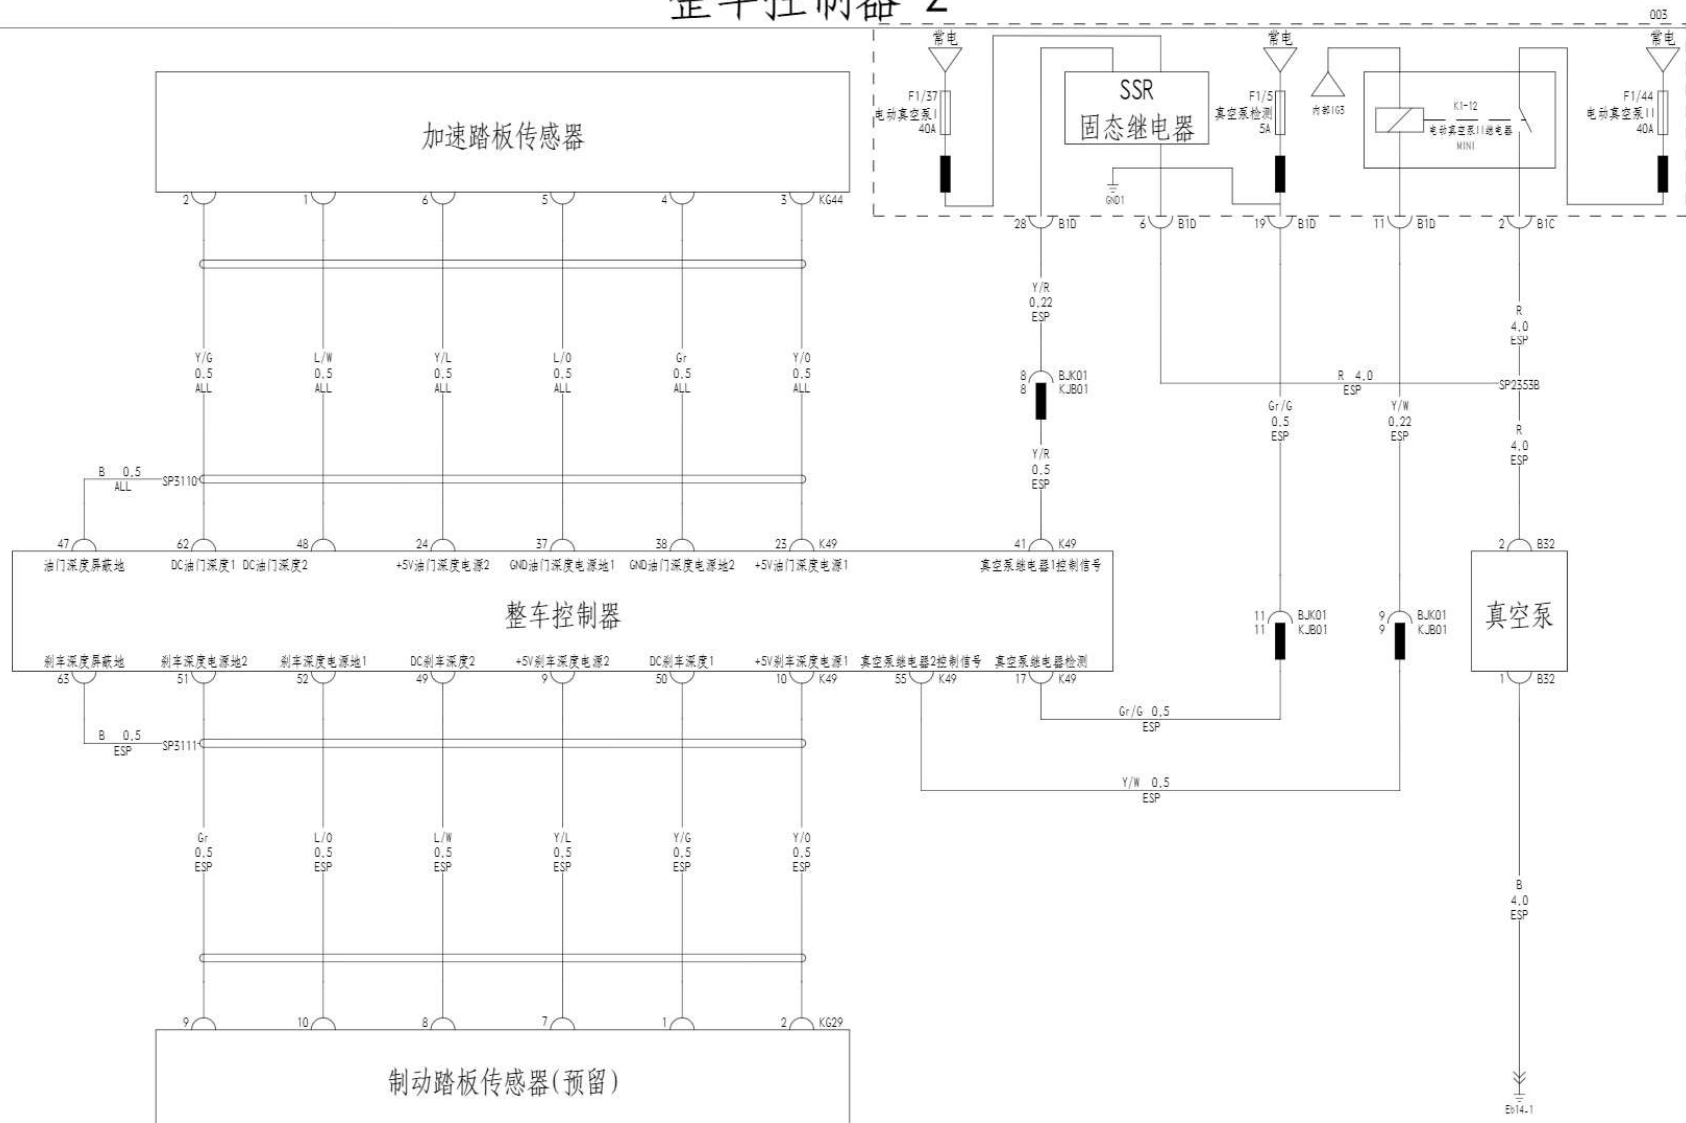 整车控制器 2
003
常电
常电
常电
F1/37
电动真空泵I
40A
SSR
固态继电器
F1/5
真空泵检测
5A
内部IG3
K1-12
电动真空泵II继电器
MINI
F1/44
电动真空泵II
40A
GND1
加速踏板传感器
2
1
6
5
4
3 KG44
28 B1D
6 B1D
19 B1D
11 B1D
2 B1C
Y/R
0.22
ESP
R
4.0
ESP
Y/G
0.5
ALL
L/W
0.5
ALL
Y/L
0.5
ALL
L/O
0.5
ALL
Gr
0.5
ALL
Y/O
0.5
ALL
8 BJK01
8 KJB01
R 4.0
ESP
SP2353B
Gr/G
0.5
ESP
Y/W
0.22
ESP
R
4.0
ESP
Y/R
0.5
ESP
B 0.5
ALL
SP3110
47
62
48
24
37
38
23 K49
41 K49
2 B32
油门深度屏蔽地
DC油门深度1
DC油门深度2
+5V油门深度电源2
GND油门深度电源地1
GND油门深度电源地2
+5V油门深度电源1
真空泵继电器1控制信号
整车控制器
真空泵
11 BJK01
11 KJB01
9 BJK01
9 KJB01
刹车深度屏蔽地
刹车深度电源地2
刹车深度电源地1
DC刹车深度2
+5V刹车深度电源2
DC刹车深度1
+5V刹车深度电源1
真空泵继电器2控制信号
真空泵继电器检测
63
51
52
49
9
50
10 K49
55 K49
17 K49
1 B32
Gr/G 0.5
ESP
B 0.5
ESP
SP3111
Y/W 0.5
ESP
Gr
0.5
ESP
L/O
0.5
ESP
L/W
0.5
ESP
Y/L
0.5
ESP
Y/G
0.5
ESP
Y/O
0.5
ESP
B
4.0
ESP
9
10
8
7
1
2 KG29
制动踏板传感器(预留)
Eb14-1